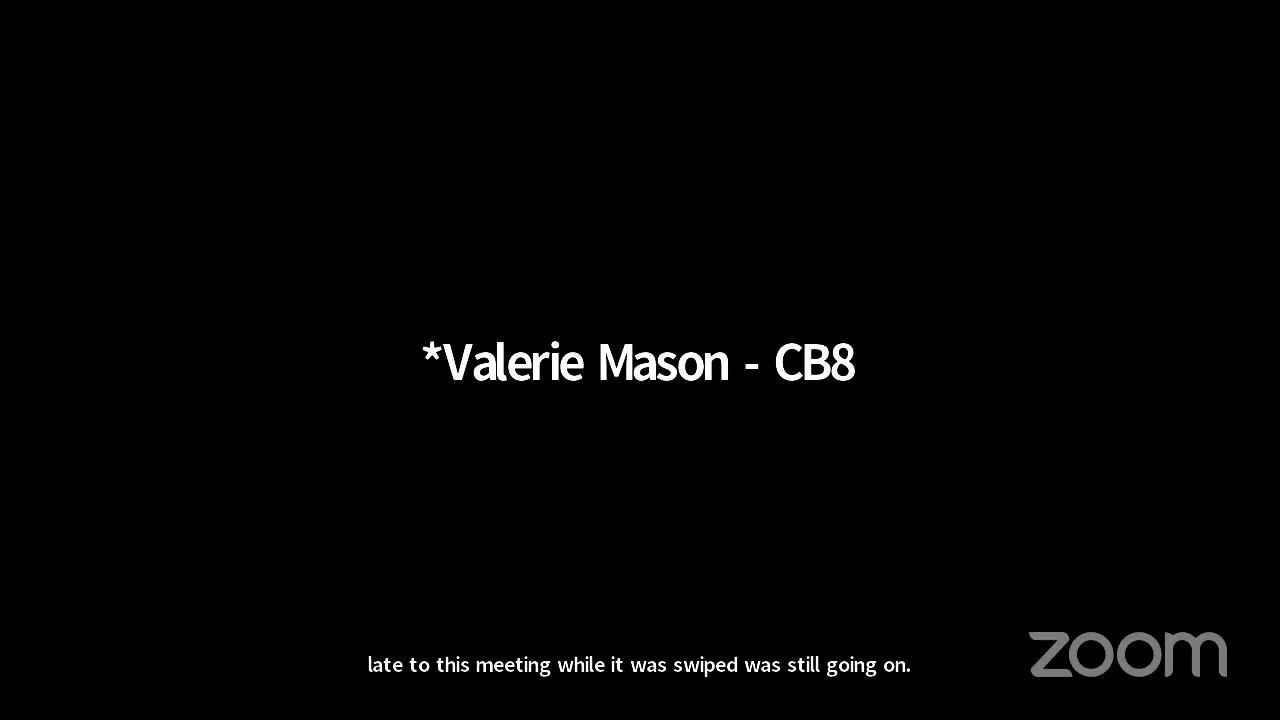 *Valerie Mason - CB8
late to this meeting while it was swiped was still going on.
zoom